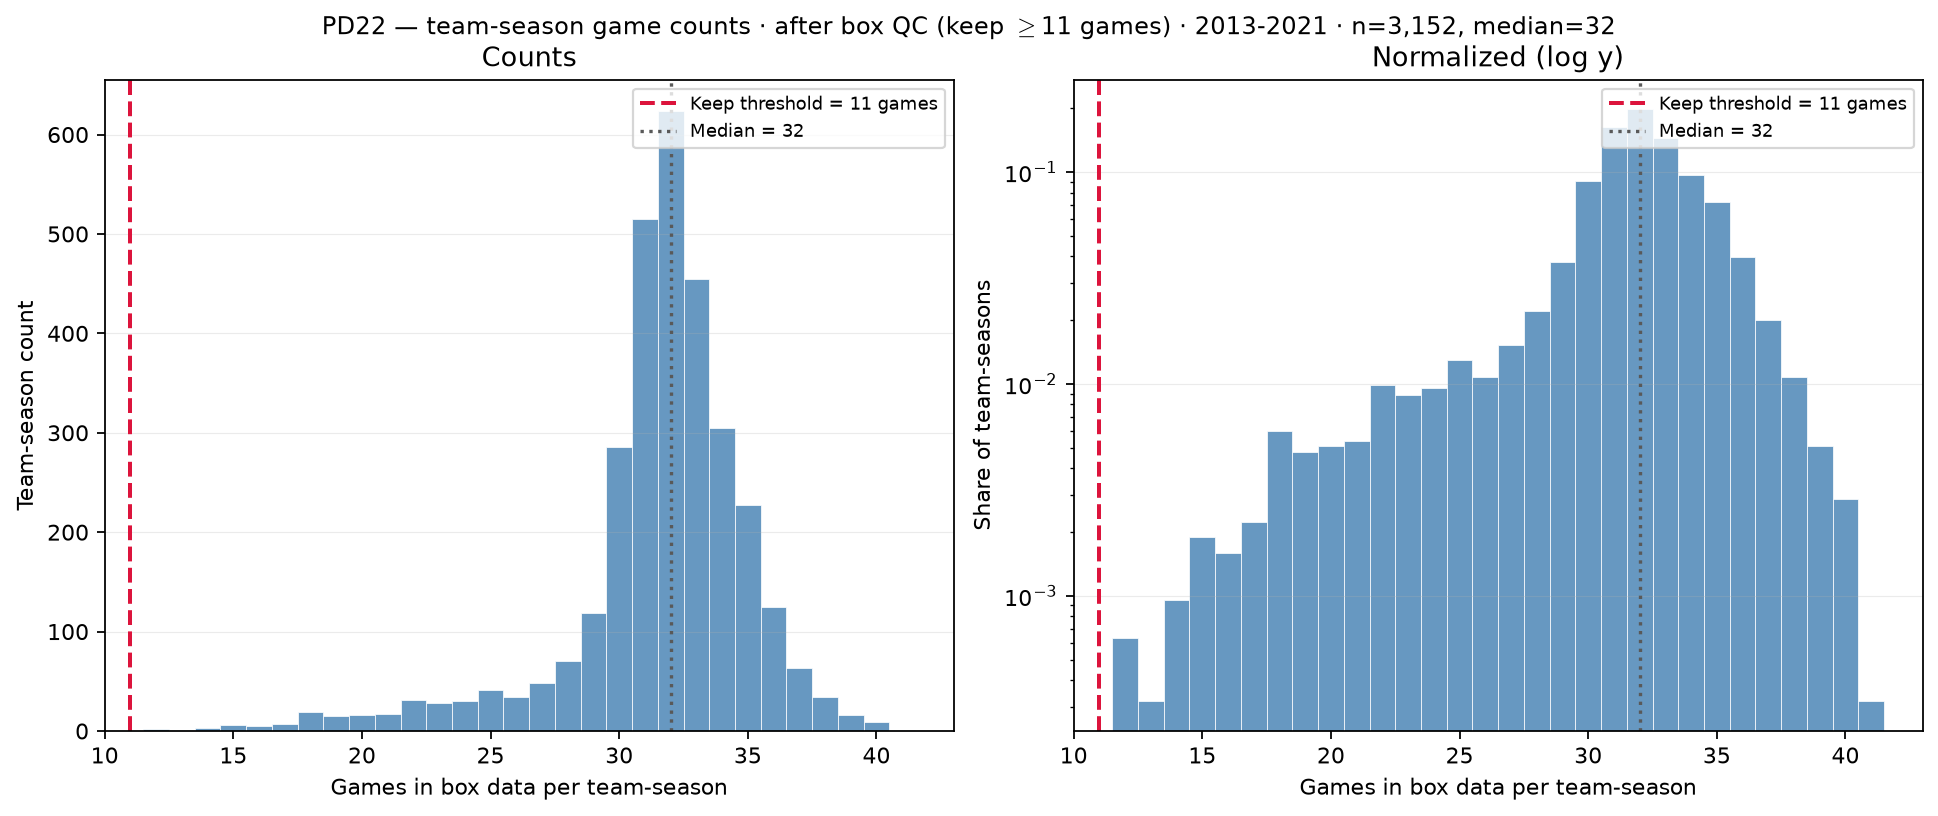 PD22 — team-season game counts · after box QC (keep ≥11 games) · 2013-2021 · n=3,152, median=32
Counts
Team-season count
600
500
400
300
200
100
0
10
15
20
25
30
35
40
Games in box data per team-season
Keep threshold = 11 games
Median = 32
Normalized (log y)
Share of team-seasons
10⁻¹
10⁻²
10⁻³
10
15
20
25
30
35
40
Games in box data per team-season
Keep threshold = 11 games
Median = 32